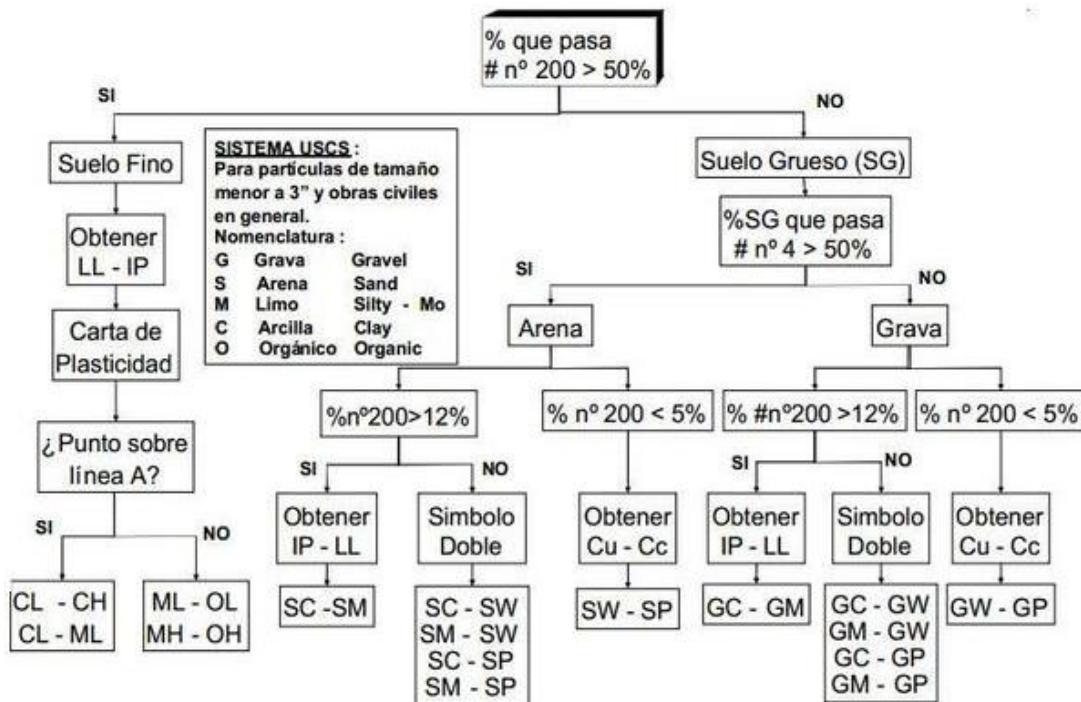 % que pasa
# nº 200 > 50%
SI
NO
Suelo Fino
Suelo Grueso (SG)
SISTEMA USCS :
Para partículas de tamaño
menor a 3” y obras civiles
en general.
Nomenclatura :
G Grava Gravel
S Arena Sand
M Limo Silty - Mo
C Arcilla Clay
O Orgánico Organic
Obtener
LL - IP
%SG que pasa
# nº 4 > 50%
SI
NO
Carta de
Plasticidad
Arena
Grava
¿Punto sobre
línea A?
%nº200>12%
% nº 200 < 5%
% #nº200 >12%
% nº 200 < 5%
SI
NO
SI
NO
SI
NO
Obtener
IP - LL
Simbolo
Doble
Obtener
Cu - Cc
Obtener
IP - LL
Simbolo
Doble
Obtener
Cu - Cc
CL - CH
CL - ML
ML - OL
MH - OH
SC -SM
SC - SW
SM - SW
SC - SP
SM - SP
SW - SP
GC - GM
GC - GW
GM - GW
GC - GP
GM - GP
GW - GP